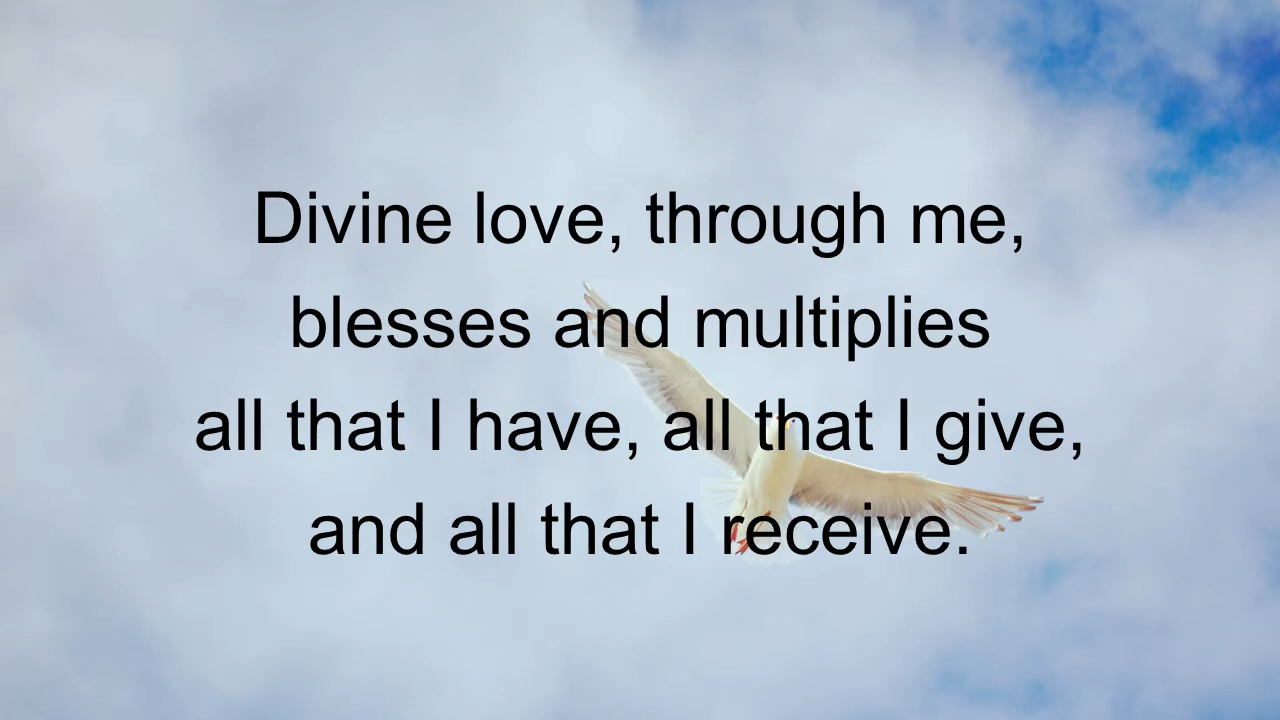 Divine love, through me,
blesses and multiplies
all that I have, all that I give,
and all that I receive.